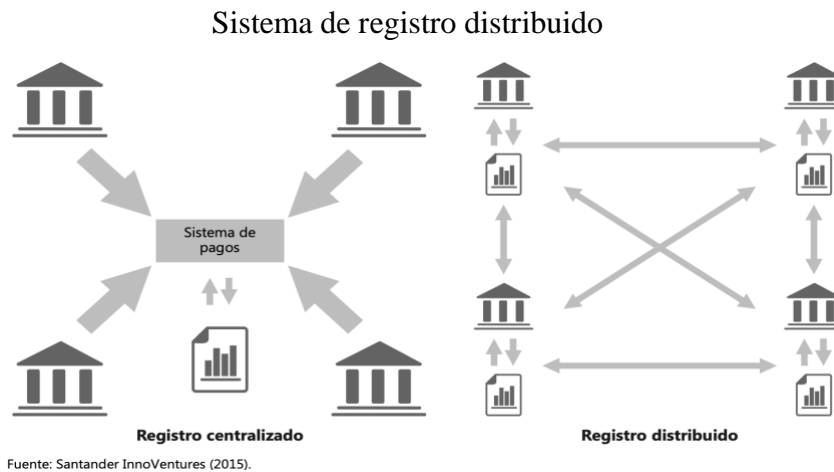 Sistema de registro distribuido
Sistema de
pagos
Registro centralizado
Registro distribuido
Fuente: Santander InnoVentures (2015).